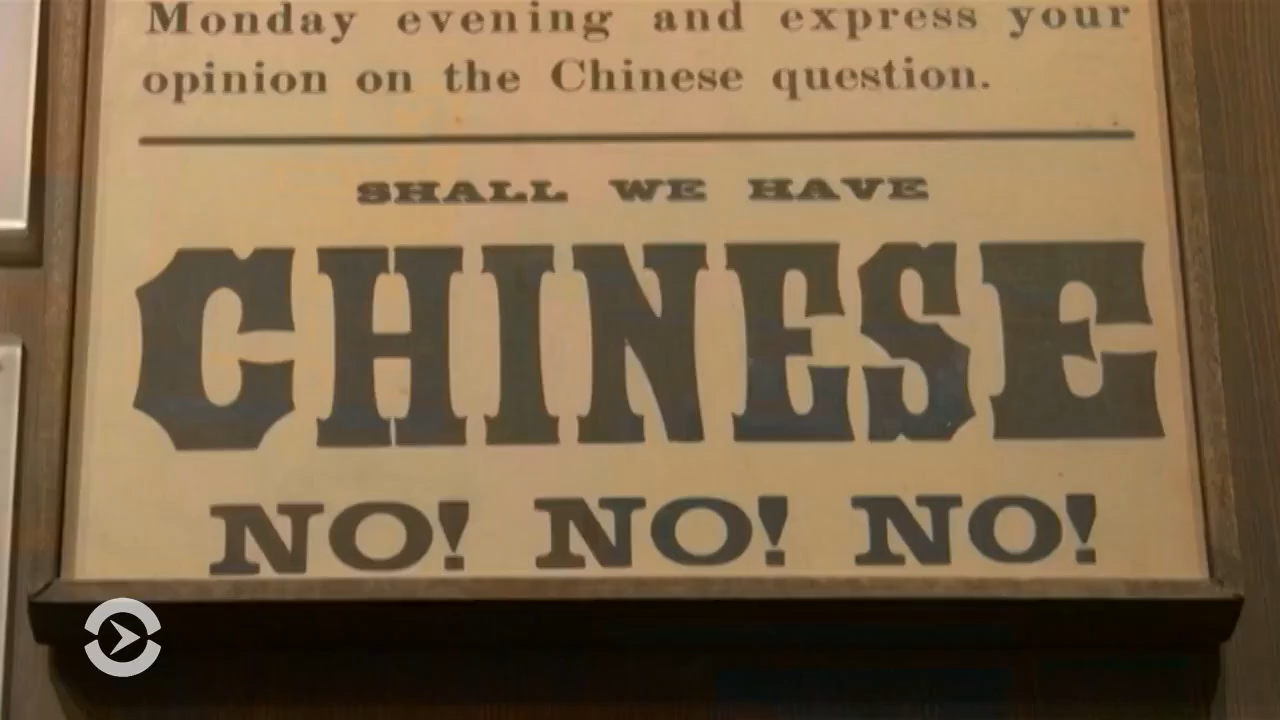 Monday evening and express your
opinion on the Chinese question.
SHALL WE HAVE
CHINESE
NO! NO! NO!